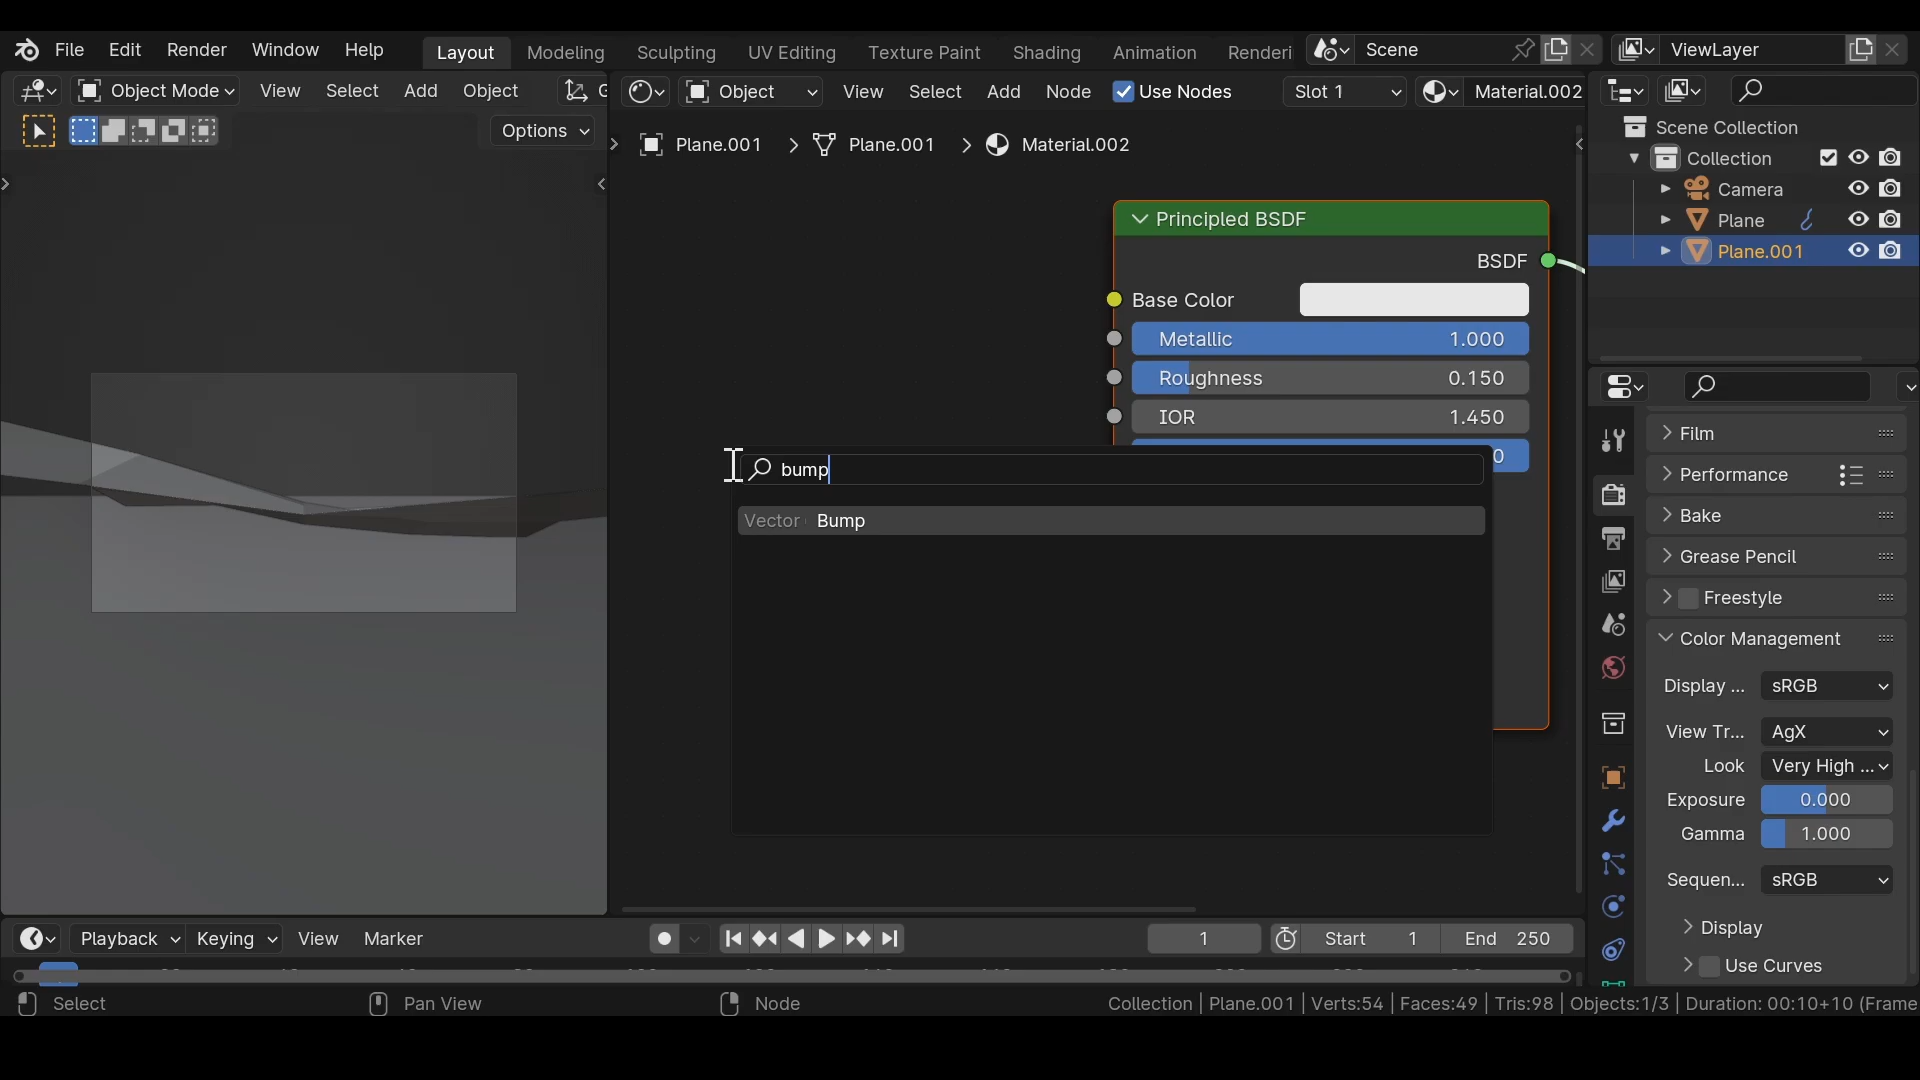 File Edit Render Window Help Layout Modeling Sculpting UV Editing Texture Paint Shading Animation Renderi Scene ViewLayer
Object Mode View Select Add Object G Object View Select Add Node Use Nodes Slot 1 Material.002
Options
Plane.001 > Plane.001 > Material.002
Principled BSDF
BSDF
Base Color
Metallic 1.000
Roughness 0.150
IOR 1.450
0
bump
Vector Bump
Scene Collection
Collection
Camera
Plane
Plane.001
Film
Performance
Bake
Grease Pencil
Freestyle
Color Management
Display ... sRGB
View Tr... AgX
Look Very High ...
Exposure 0.000
Gamma 1.000
Sequen... sRGB
Display
Use Curves
Playback Keying View Marker 1 Start 1 End 250
Select Pan View Node Collection | Plane.001 | Verts:54 | Faces:49 | Tris:98 | Objects:1/3 | Duration: 00:10+10 (Frame